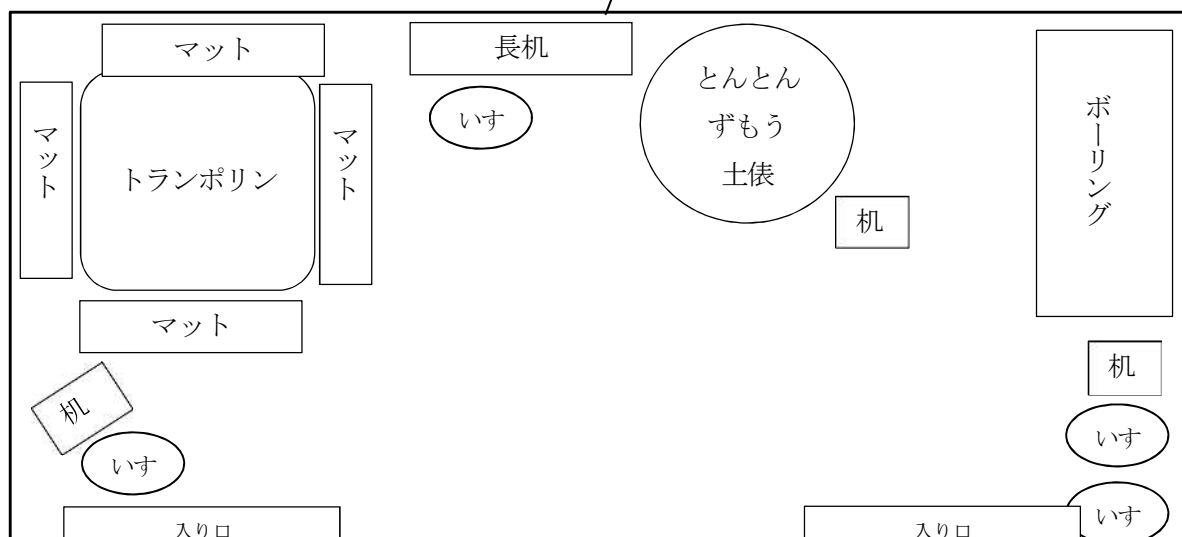 マット
長机
とんとん
ずもう
土俵
ボーリング
マット
トランポリン
マット
いす
机
マット
机
机
いす
いす
いす
入り口
入り口